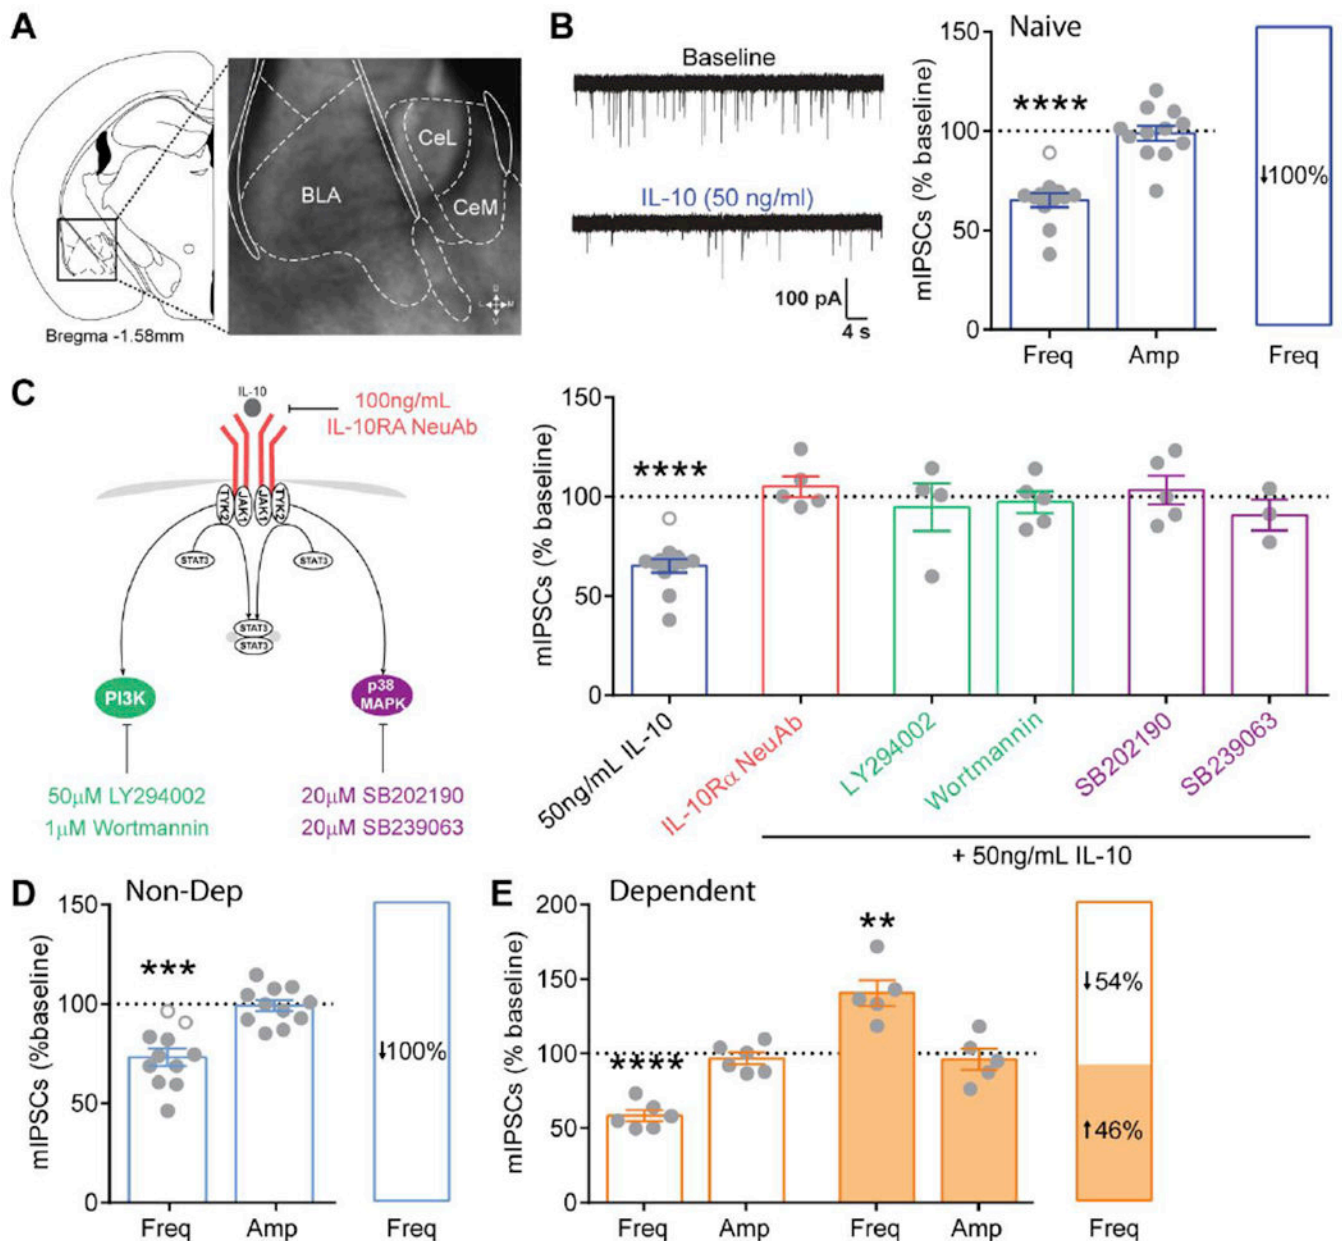 A
CeL
BLA
CeM
Bregma -1.58mm
B
Baseline
IL-10 (50 ng/ml)
100 pA
4 s
Naive
mIPSCs (% baseline)
150
100
50
0
****
Freq
Amp
↓100%
Freq
C
IL-10
100ng/mL
IL-10RA NeuAb
TYK2
JAK1
JAK1
TYK2
STAT3
STAT3
STAT3
STAT3
PI3K
p38
MAPK
50µM LY294002
1µM Wortmannin
20µM SB202190
20µM SB239063
mIPSCs (% baseline)
150
100
50
0
****
50ng/mL IL-10
IL-10Rα NeuAb
LY294002
Wortmannin
SB202190
SB239063
+ 50ng/mL IL-10
D
Non-Dep
mIPSCs (%baseline)
150
100
50
0
***
Freq
Amp
↓100%
Freq
E
Dependent
mIPSCs (% baseline)
200
150
100
50
0
****
**
Freq
Amp
Freq
Amp
↓54%
↑46%
Freq